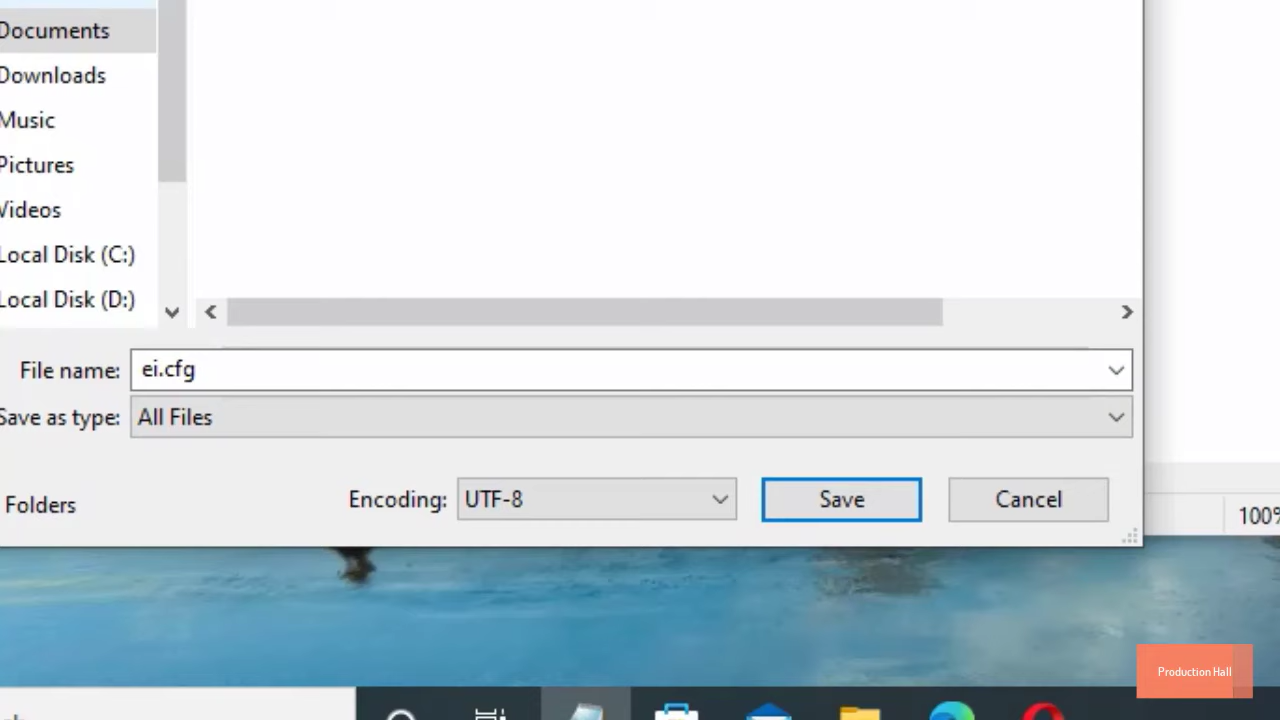 Documents
Downloads
Music
Pictures
Videos
Local Disk (C:)
Local Disk (D:)
File name: ei.cfg
Save as type: All Files
Folders
Encoding: UTF-8
Save
Cancel
100%
Production Hall